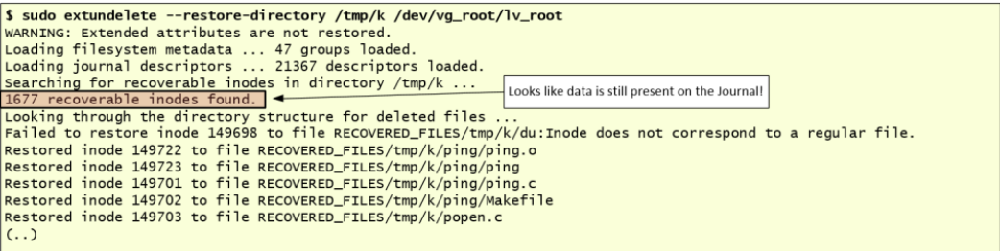 $ sudo extundelete --restore-directory /tmp/k /dev/vg_root/lv_root
WARNING: Extended attributes are not restored.
Loading filesystem metadata ... 47 groups loaded.
Loading journal descriptors ... 21367 descriptors loaded.
Searching for recoverable inodes in directory /tmp/k ...
1677 recoverable inodes found.
Looks like data is still present on the Journal!
Looking through the directory structure for deleted files ...
Failed to restore inode 149698 to file RECOVERED_FILES/tmp/k/du:Inode does not correspond to a regular file.
Restored inode 149722 to file RECOVERED_FILES/tmp/k/ping/ping.o
Restored inode 149723 to file RECOVERED_FILES/tmp/k/ping/ping
Restored inode 149701 to file RECOVERED_FILES/tmp/k/ping/ping.c
Restored inode 149702 to file RECOVERED_FILES/tmp/k/ping/Makefile
Restored inode 149703 to file RECOVERED_FILES/tmp/k/popen.c
(..)